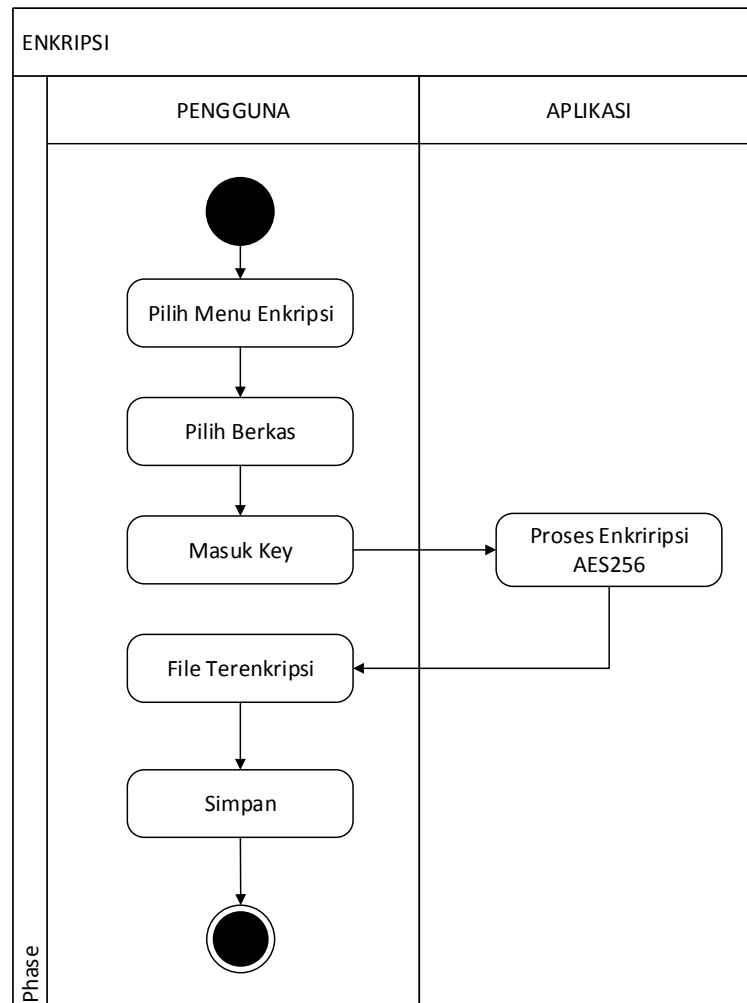 ENKRIPSI
PENGGUNA
APLIKASI
Pilih Menu Enkripsi
Pilih Berkas
Masuk Key
Proses Enkriripsi
AES256
File Terenkripsi
Simpan
Phase